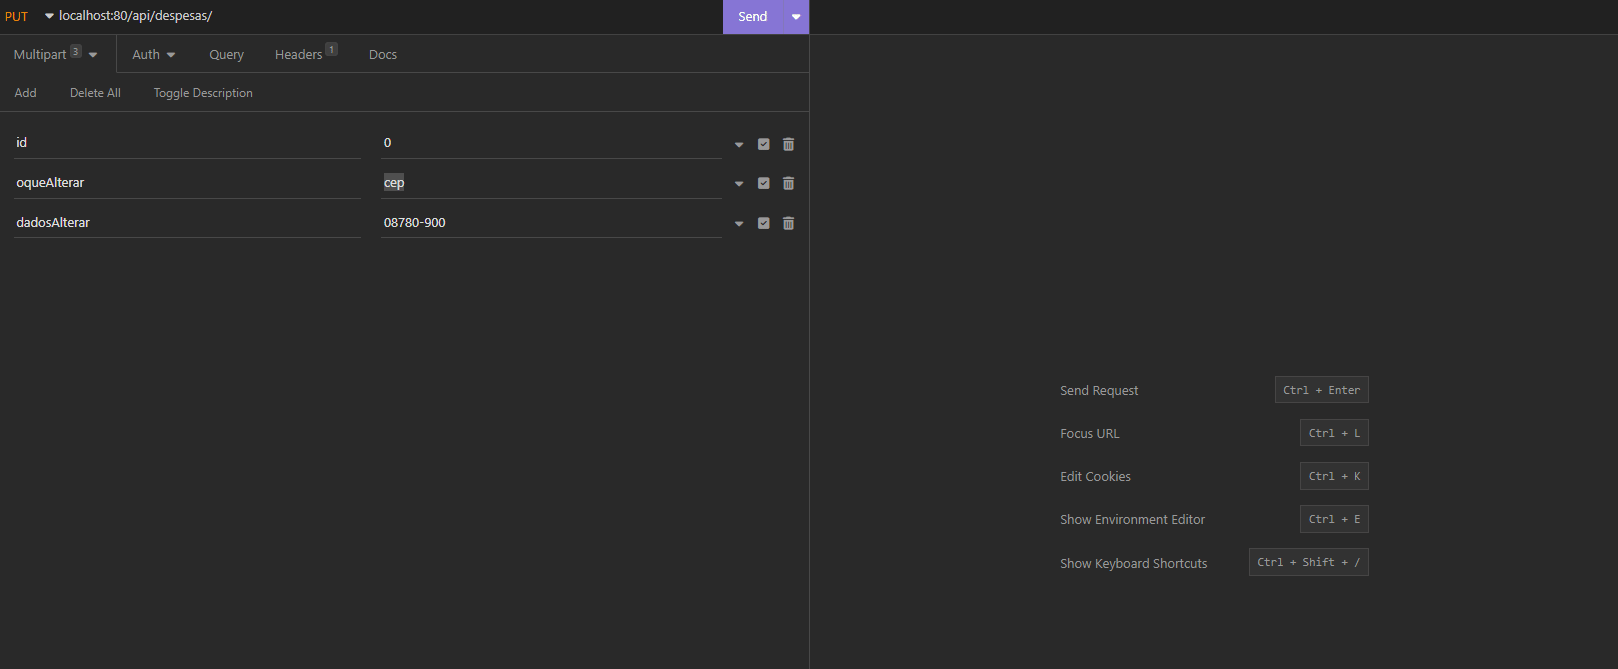 PUT localhost:80/api/despesas/ Send
Multipart 3 Auth Query Headers 1 Docs
Add Delete All Toggle Description
id 0
oqueAlterar cep
dadosAlterar 08780-900
Send Request Ctrl + Enter
Focus URL Ctrl + L
Edit Cookies Ctrl + K
Show Environment Editor Ctrl + E
Show Keyboard Shortcuts Ctrl + Shift + /